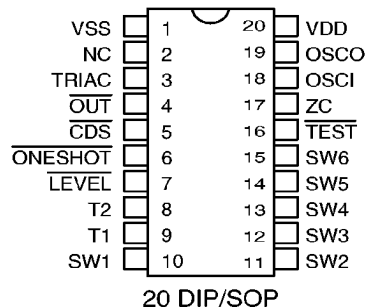 VSS 1 20 VDD
NC 2 19 OSCO
TRIAC 3 18 OSCI
OUT 4 17 ZC
CDS 5 16 TEST
ONESHOT 6 15 SW6
LEVEL 7 14 SW5
T2 8 13 SW4
T1 9 12 SW3
SW1 10 11 SW2
20 DIP/SOP